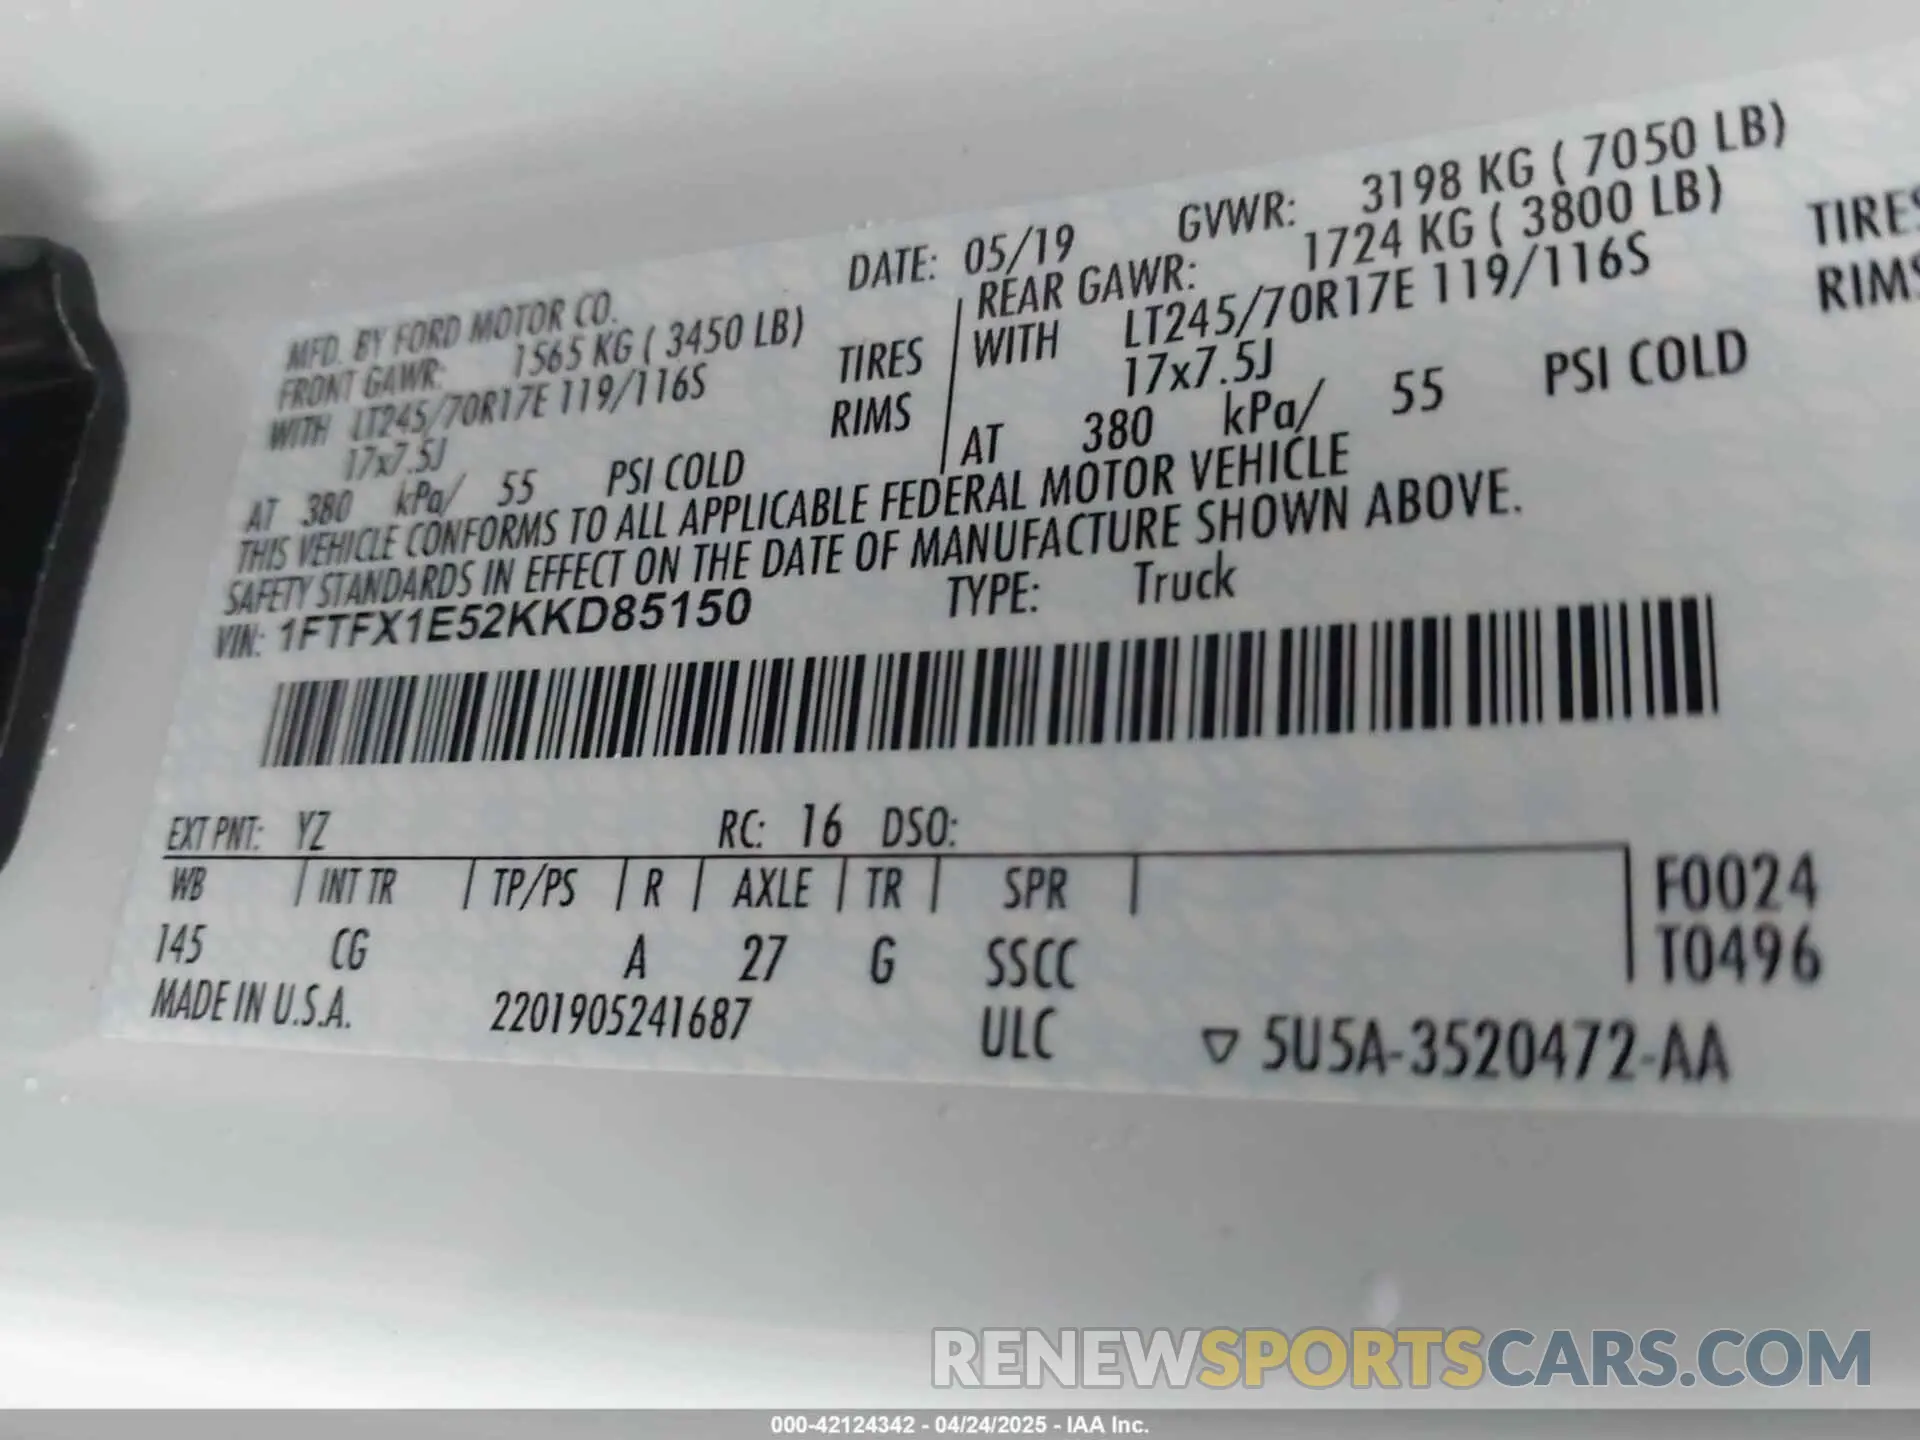 MFD. BY FORD MOTOR CO. DATE: 05/19 GVWR: 3198 KG ( 7050 LB)
FRONT GAWR: 1565 KG ( 3450 LB) REAR GAWR: 1724 KG ( 3800 LB)
WITH LT245/70R17E 119/116S TIRES WITH LT245/70R17E 119/116S TIRES
17x7.5J RIMS 17x7.5J RIMS
AT 380 kPa/ 55 PSI COLD AT 380 kPa/ 55 PSI COLD
THIS VEHICLE CONFORMS TO ALL APPLICABLE FEDERAL MOTOR VEHICLE
SAFETY STANDARDS IN EFFECT ON THE DATE OF MANUFACTURE SHOWN ABOVE.
VIN: 1FTFX1E52KKD85150 TYPE: Truck
EXT PNT: YZ RC: 16 DSO:
WB | INT TR | TP/PS | R | AXLE | TR | SPR | F0024
145 CG A 27 G SSCC T0496
MADE IN U.S.A. 2201905241687 ULC ▽ 5U5A-3520472-AA
RENEWSPORTSCARS.COM
000-42124342 - 04/24/2025 - IAA Inc.